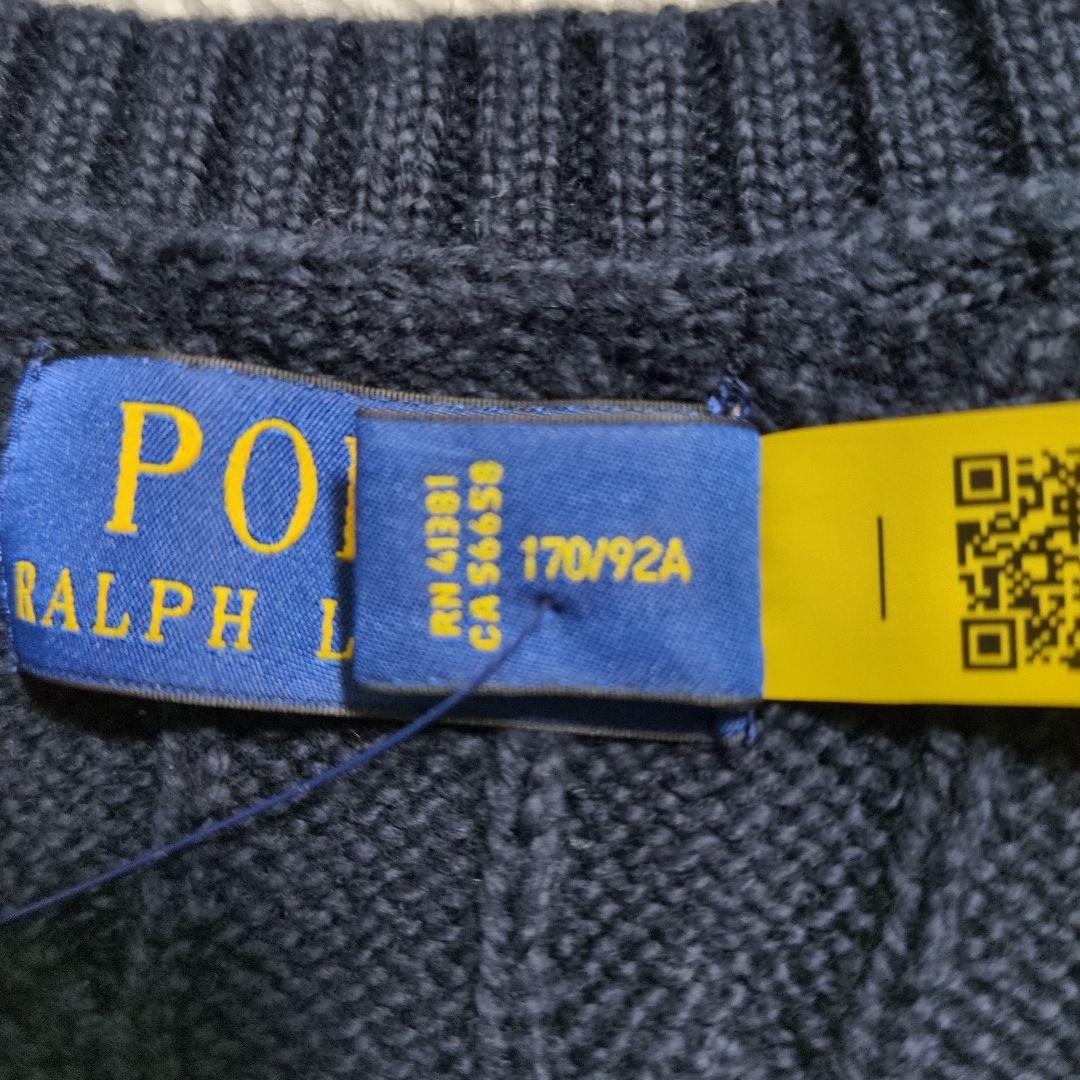 PO
RALPH L
RN 41381
CA 56658
170/92A